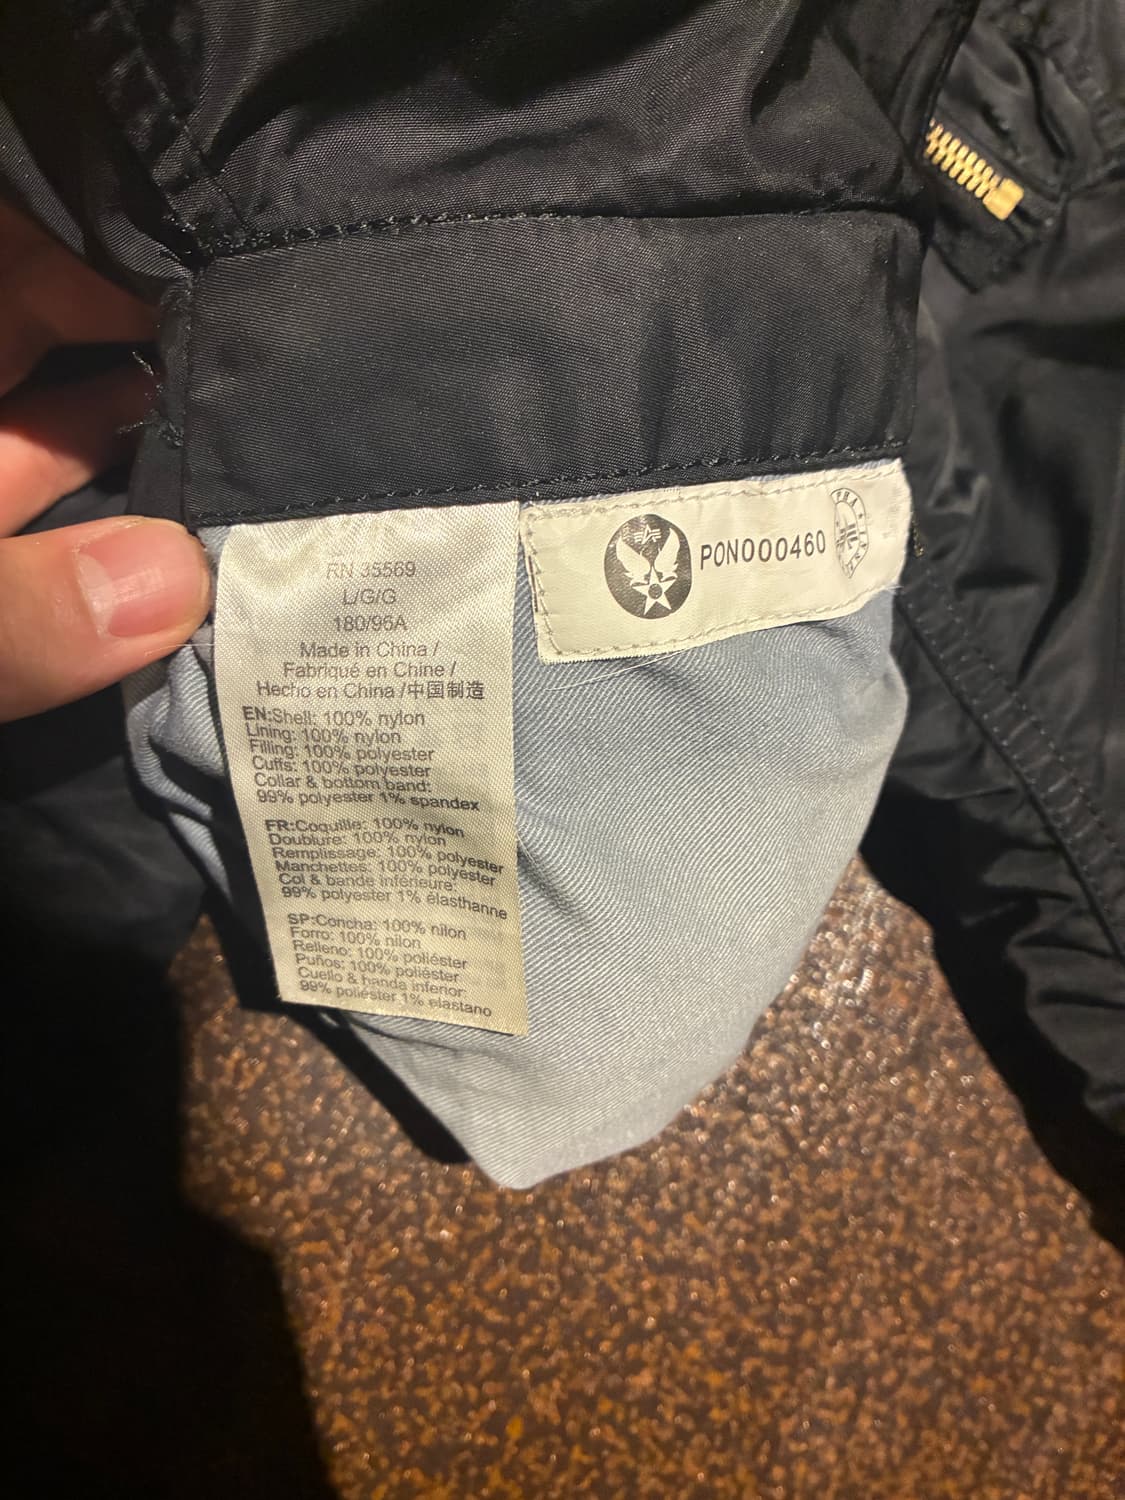 RN 35569
L/G/G
180/96A
Made in China /
Fabriqué en Chine /
Hecho en China /中国制造
EN:Shell: 100% nylon
Lining: 100% nylon
Filling: 100% polyester
Cuffs: 100% polyester
Collar & bottom band:
99% polyester 1% spandex
FR:Coquille: 100% nylon
Doublure: 100% nylon
Remplissage: 100% polyester
Manchettes: 100% polyester
Col & bande inférieure:
99% polyester 1% élasthanne
SP:Concha: 100% nilon
Forro: 100% nilon
Relleno: 100% poliéster
Puños: 100% poliéster
Cuello & banda inferior:
99% poliéster 1% elastano
PON000460